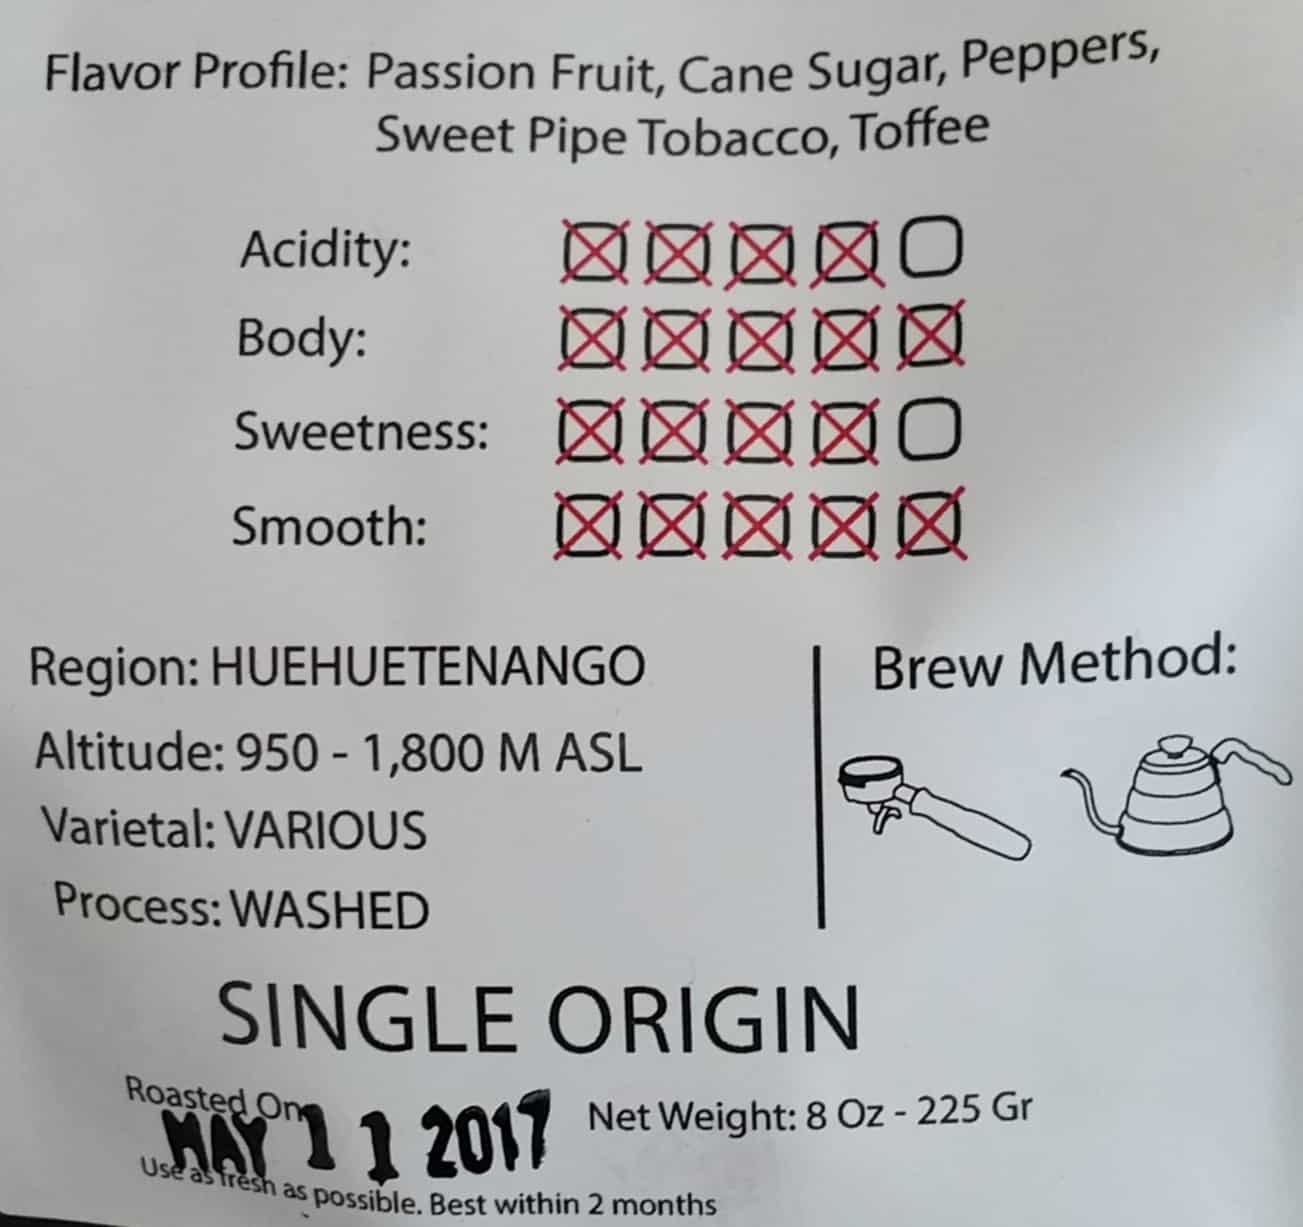 Flavor Profile: Passion Fruit, Cane Sugar, Peppers,
Sweet Pipe Tobacco, Toffee
Acidity:
Body:
Sweetness:
Smooth:
Region: HUEHUETENANGO
Altitude: 950 - 1,800 M ASL
Varietal: VARIOUS
Process: WASHED
Brew Method:
SINGLE ORIGIN
Roasted On
MAY 11 2017
Net Weight: 8 Oz - 225 Gr
Use as fresh as possible. Best within 2 months